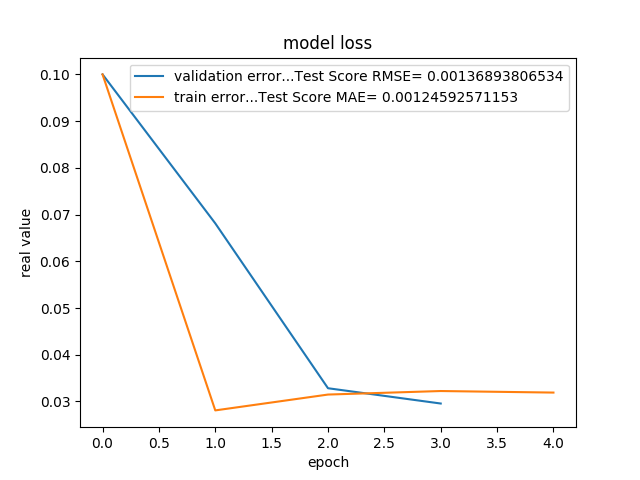 model loss
validation error...Test Score RMSE= 0.00136893806534
train error...Test Score MAE= 0.00124592571153
real value
0.10
0.09
0.08
0.07
0.06
0.05
0.04
0.03
0.0 0.5 1.0 1.5 2.0 2.5 3.0 3.5 4.0
epoch